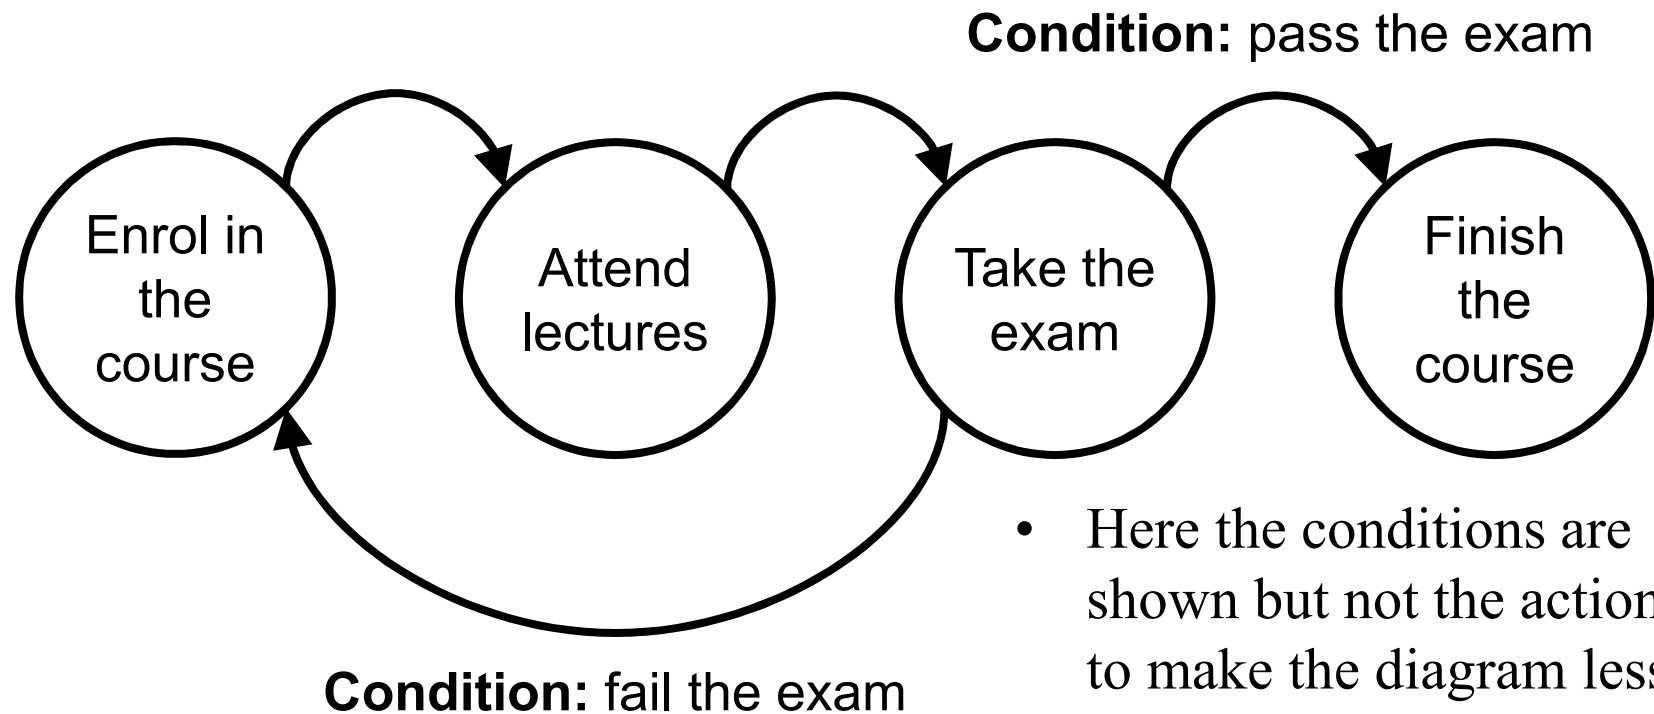 Condition: pass the exam
Enrol in
the
course
Attend
lectures
Take the
exam
Finish
the
course
• Here the conditions are
shown but not the action
to make the diagram less
Condition: fail the exam